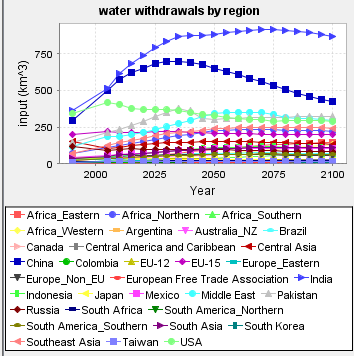 water withdrawals by region
input (km^3)
750
500
250
0
2000 2025 2050 2075 2100
Year
Africa_Eastern Africa_Northern Africa_Southern
Africa_Western Argentina Australia_NZ Brazil
Canada Central America and Caribbean Central Asia
China Colombia EU-12 EU-15 Europe_Eastern
Europe_Non_EU European Free Trade Association India
Indonesia Japan Mexico Middle East Pakistan
Russia South Africa South America_Northern
South America_Southern South Asia South Korea
Southeast Asia Taiwan USA